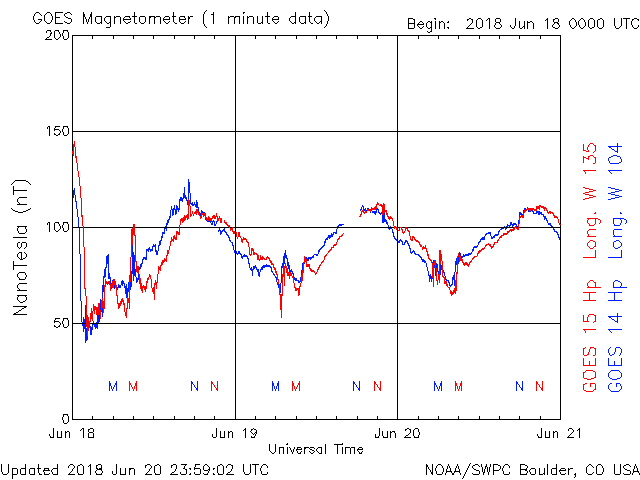 GOES Magnetometer (1 minute data)
Begin: 2018 Jun 18 0000 UTC
200
150
100
50
0
NanoTesla (nT)
M M N N M M N N M M N N
Jun 18 Jun 19 Jun 20 Jun 21
Universal Time
GOES 15 Hp Long. W 135
GOES 14 Hp Long. W 104
Updated 2018 Jun 20 23:59:02 UTC
NOAA/SWPC Boulder, CO USA